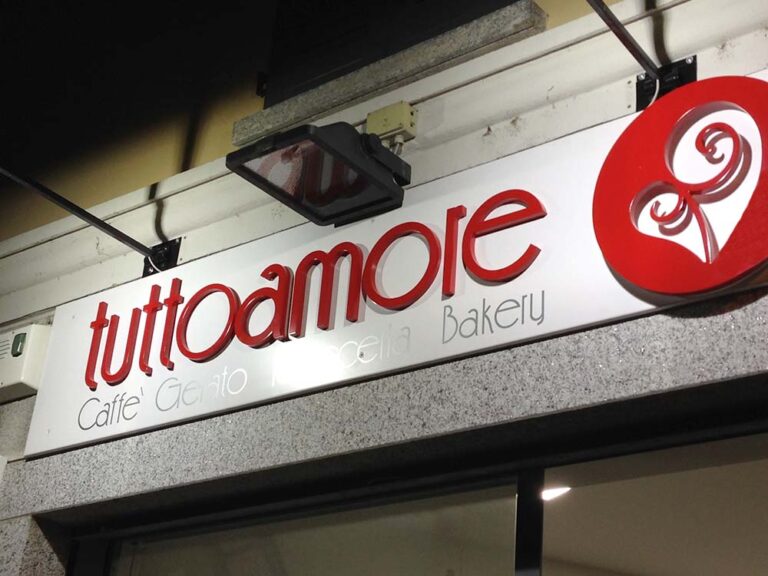 tuttoamore
Caffe' Gelato Bakery